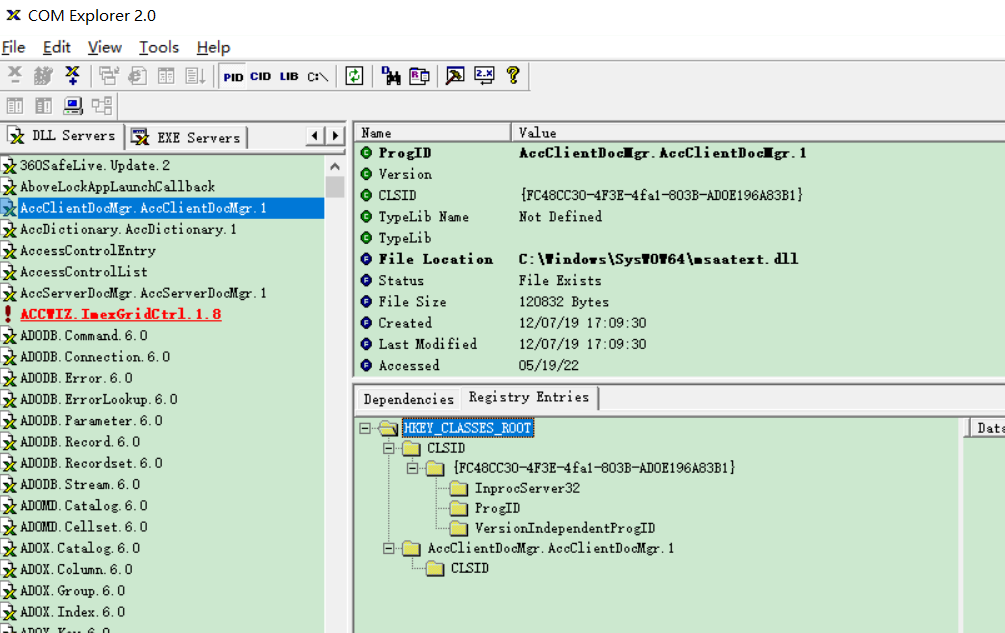 COM Explorer 2.0
File Edit View Tools Help
PID CID LIB C:\ 2.X
DLL Servers EXE Servers
360SafeLive.Update.2
AboveLockAppLaunchCallback
AccClientDocMgr.AccClientDocMgr.1
AccDictionary.AccDictionary.1
AccessControlEntry
AccessControlList
AccServerDocMgr.AccServerDocMgr.1
ACCWIZ.ImexGridCtrl.1.8
ADODB.Command.6.0
ADODB.Connection.6.0
ADODB.Error.6.0
ADODB.ErrorLookup.6.0
ADODB.Parameter.6.0
ADODB.Record.6.0
ADODB.Recordset.6.0
ADODB.Stream.6.0
ADOMD.Catalog.6.0
ADOMD.Cellset.6.0
ADOX.Catalog.6.0
ADOX.Column.6.0
ADOX.Group.6.0
ADOX.Index.6.0
Name Value
ProgID AccClientDocMgr.AccClientDocMgr.1
Version
CLSID {FC48CC30-4F3E-4fa1-803B-AD0E196A83B1}
TypeLib Name Not Defined
TypeLib
File Location C:\Windows\SysWOW64\msaatext.dll
Status File Exists
File Size 120832 Bytes
Created 12/07/19 17:09:30
Last Modified 12/07/19 17:09:30
Accessed 05/19/22
Dependencies Registry Entries
HKEY_CLASSES_ROOT
CLSID
{FC48CC30-4F3E-4fa1-803B-AD0E196A83B1}
InprocServer32
ProgID
VersionIndependentProgID
AccClientDocMgr.AccClientDocMgr.1
CLSID